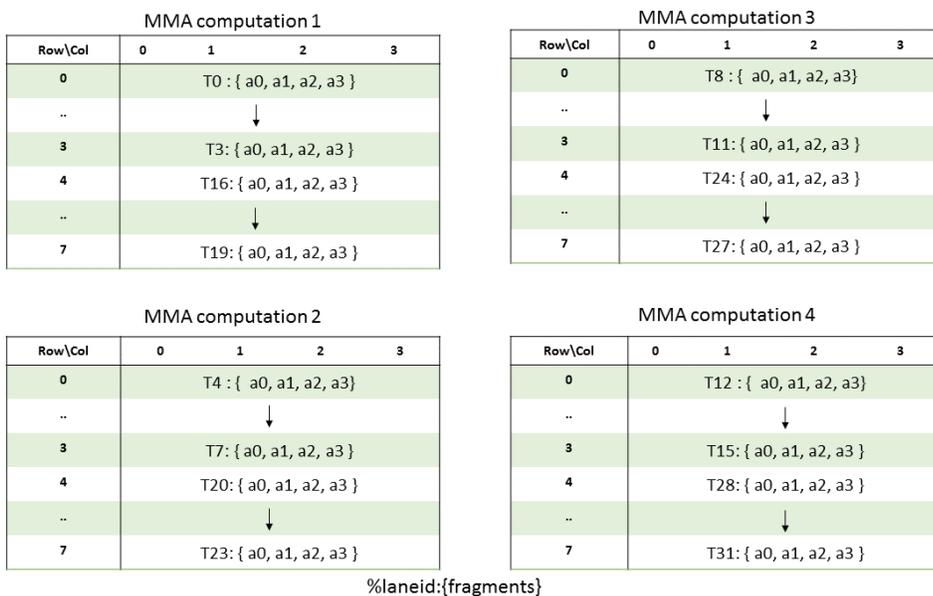 MMA computation 1
Row\Col 0 1 2 3
0 T0 : { a0, a1, a2, a3 }
..
3 T3: { a0, a1, a2, a3 }
4 T16: { a0, a1, a2, a3 }
..
7 T19: { a0, a1, a2, a3 }
MMA computation 3
Row\Col 0 1 2 3
0 T8 : { a0, a1, a2, a3}
..
3 T11: { a0, a1, a2, a3 }
4 T24: { a0, a1, a2, a3 }
..
7 T27: { a0, a1, a2, a3 }
MMA computation 2
Row\Col 0 1 2 3
0 T4 : { a0, a1, a2, a3}
..
3 T7: { a0, a1, a2, a3 }
4 T20: { a0, a1, a2, a3 }
..
7 T23: { a0, a1, a2, a3 }
MMA computation 4
Row\Col 0 1 2 3
0 T12 : { a0, a1, a2, a3}
..
3 T15: { a0, a1, a2, a3 }
4 T28: { a0, a1, a2, a3 }
..
7 T31: { a0, a1, a2, a3 }
%laneid:{fragments}